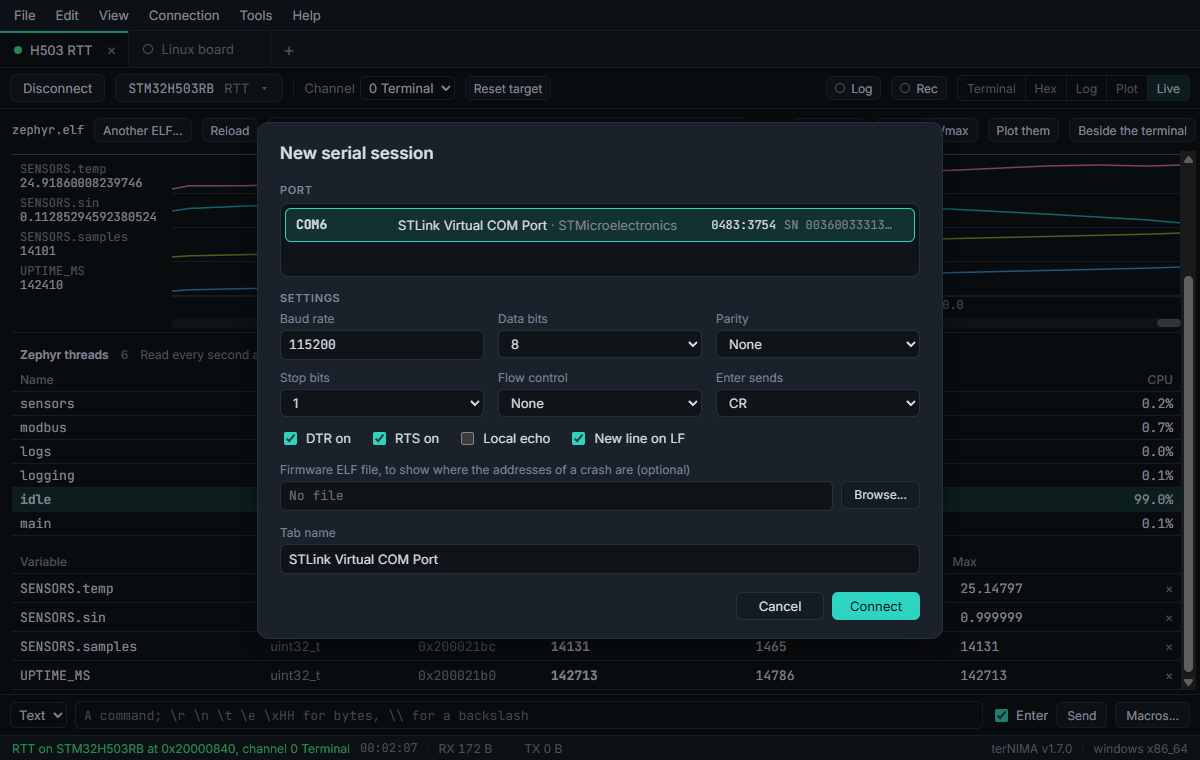 File Edit View Connection Tools Help
H503 RTT × Linux board +
Disconnect STM32H503RB RTT Channel 0 Terminal Reset target Log Rec Terminal Hex Log Plot Live
zephyr.elf Another ELF... Reload /max Plot them Beside the terminal
New serial session
SENSORS.temp
24.91860008239746
SENSORS.sin
0.11285294592380524
SENSORS.samples
14101
UPTIME_MS
142410
0.0
PORT
COM6 STLink Virtual COM Port · STMicroelectronics 0483:3754 SN 00360033313…
SETTINGS
Baud rate Data bits Parity
115200 8 None
Stop bits Flow control Enter sends
1 None CR
DTR on RTS on Local echo New line on LF
Firmware ELF file, to show where the addresses of a crash are (optional)
No file Browse...
Tab name
STLink Virtual COM Port
Cancel Connect
Zephyr threads 6 Read every second
Name CPU
sensors 0.2%
modbus 0.7%
logs 0.0%
logging 0.1%
idle 99.0%
main 0.1%
Variable Max
SENSORS.temp 25.14797 ×
SENSORS.sin 0.999999 ×
SENSORS.samples uint32_t 0x200021bc 14131 1465 14131 ×
UPTIME_MS uint32_t 0x200021b0 142713 14786 142713 ×
Text A command; \r \n \t \e \xHH for bytes, \\ for a backslash Enter Send Macros...
RTT on STM32H503RB at 0x20000840, channel 0 Terminal 00:02:07 RX 172 B TX 0 B terNIMA v1.7.0 windows x86_64